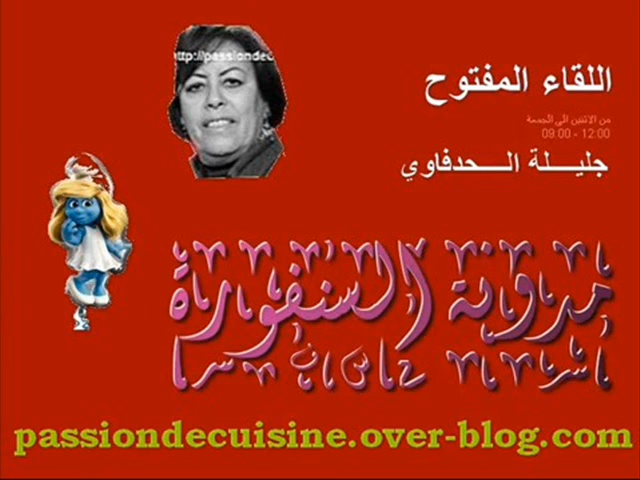 http://passiondecu
اللقاء المفتوح
من الاثنين الى الجمعة
09:00 - 12:00
جليلة الحدفاوي
مدونة السنفورة
passiondecuisine.over-blog.com